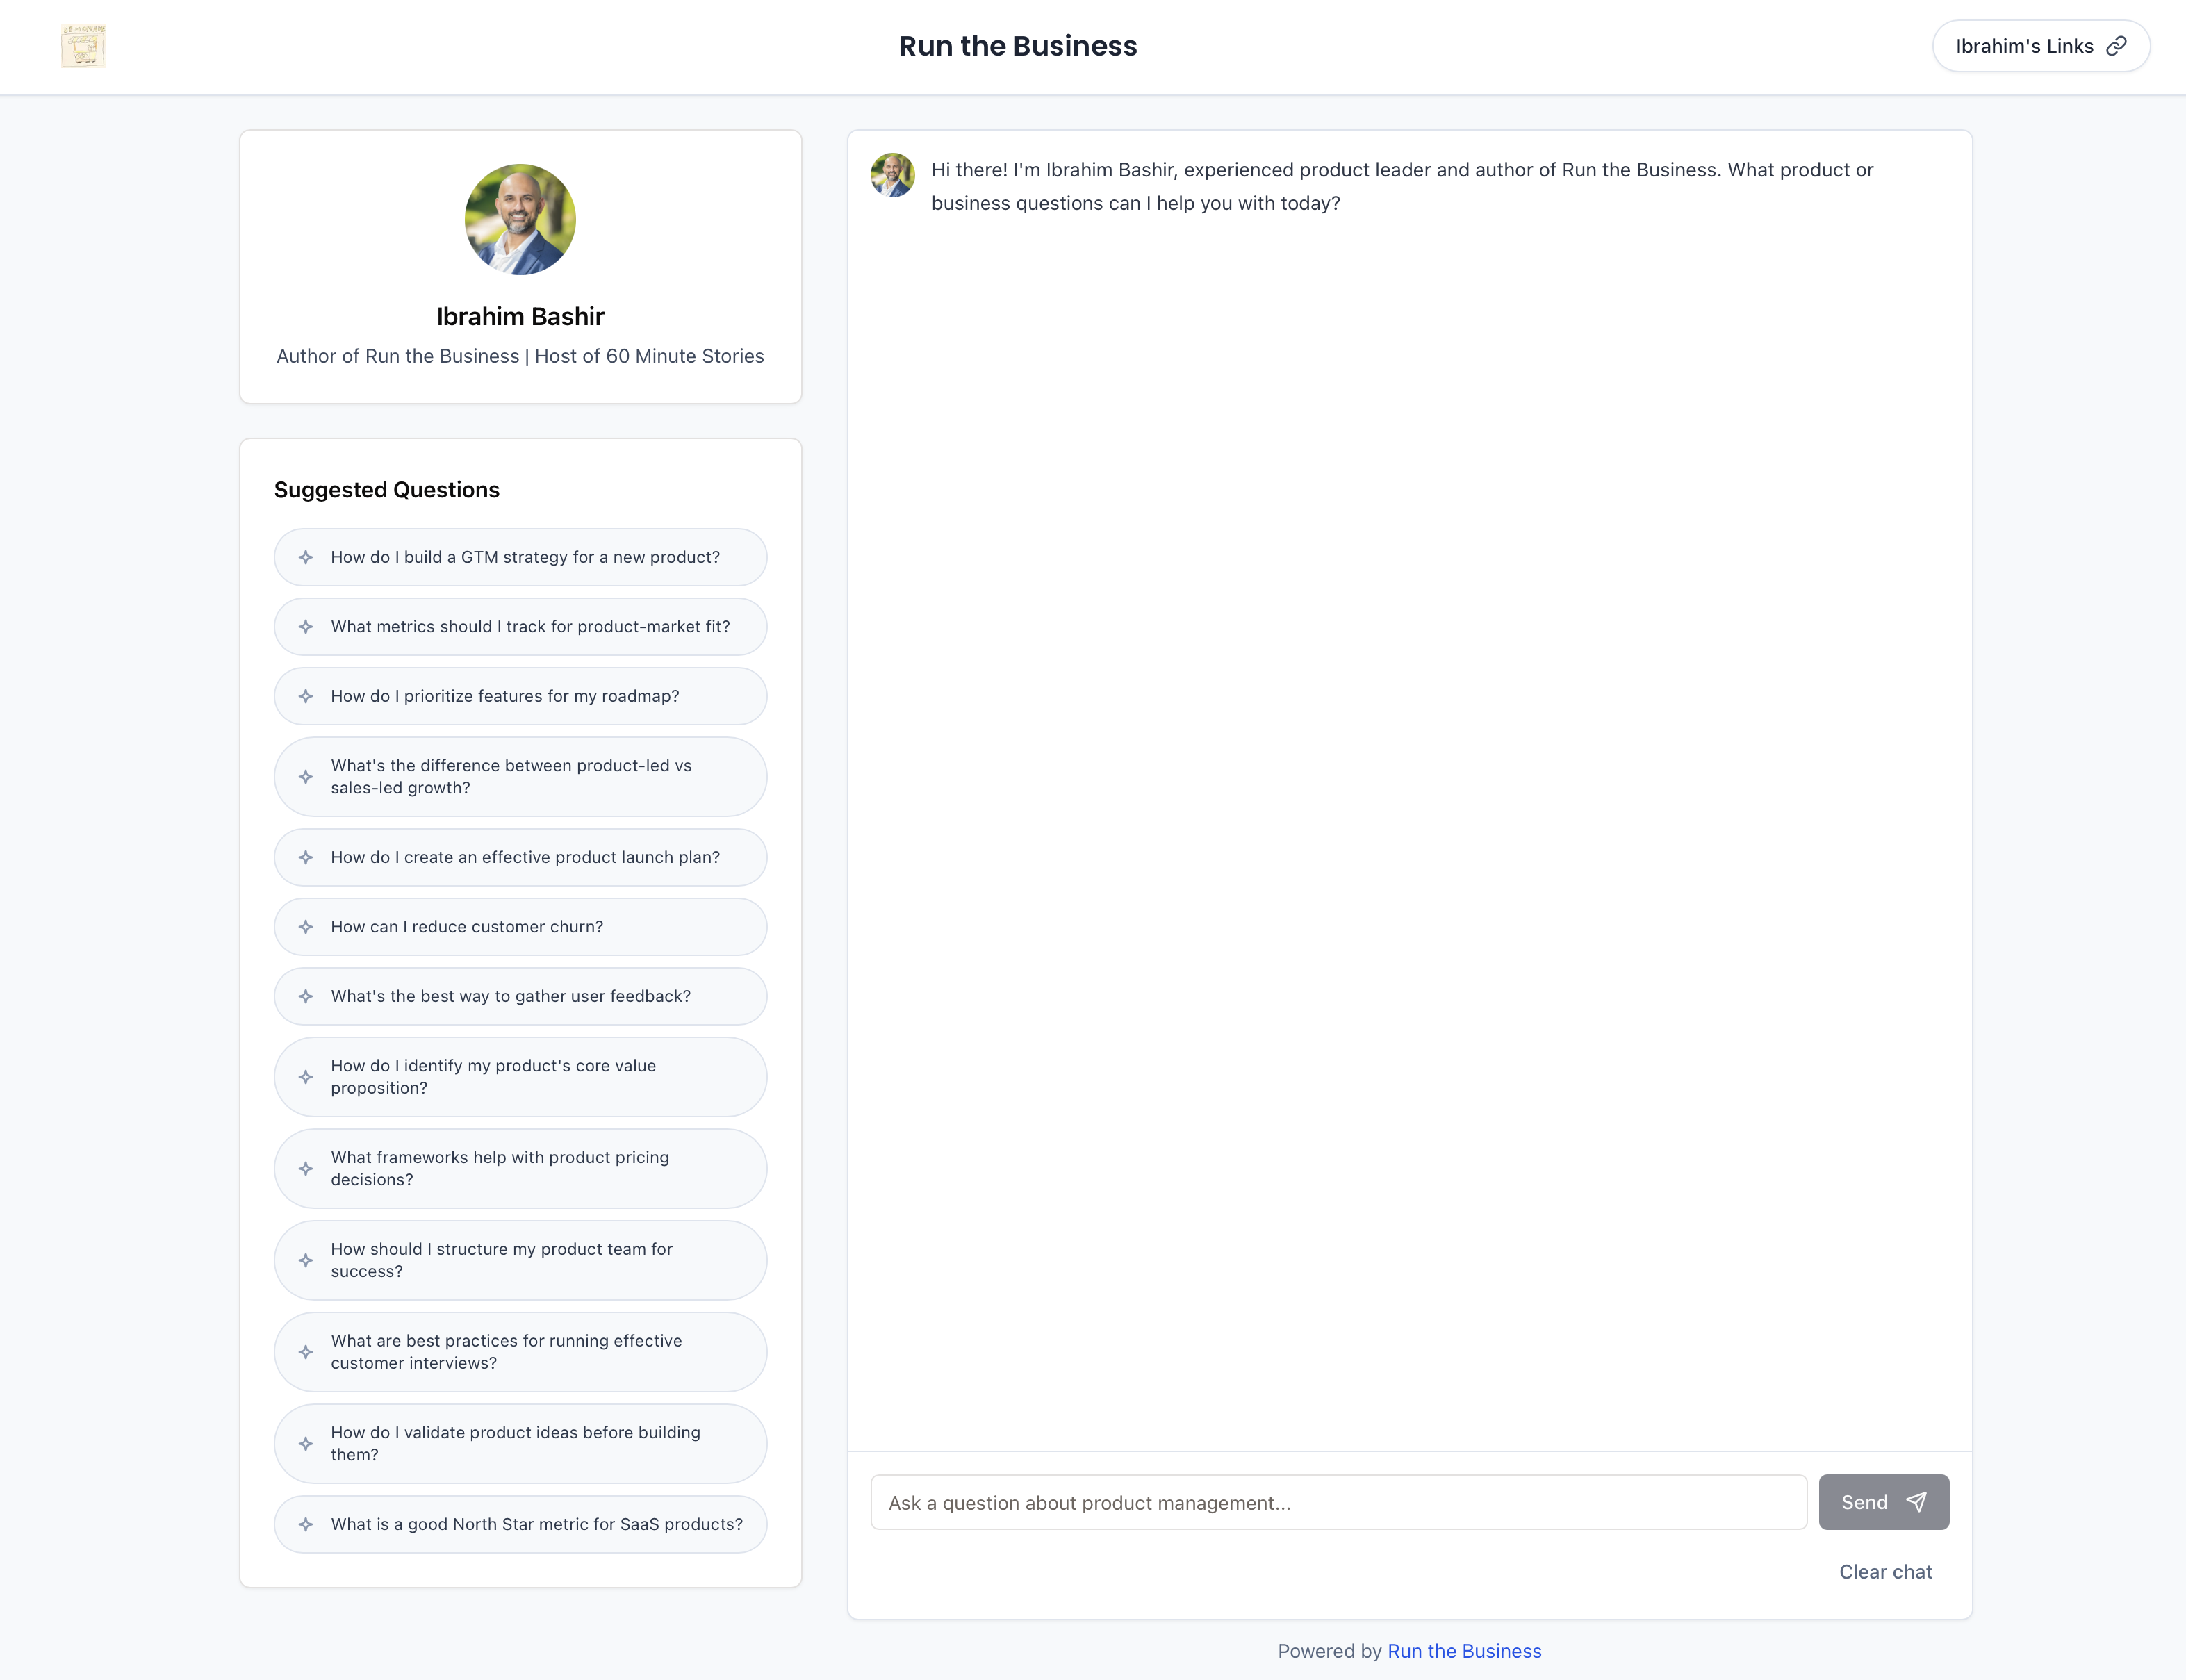 LEMONADE
Run the Business
Ibrahim's Links
Ibrahim Bashir
Author of Run the Business | Host of 60 Minute Stories
Suggested Questions
How do I build a GTM strategy for a new product?
What metrics should I track for product-market fit?
How do I prioritize features for my roadmap?
What's the difference between product-led vs
sales-led growth?
How do I create an effective product launch plan?
How can I reduce customer churn?
What's the best way to gather user feedback?
How do I identify my product's core value
proposition?
What frameworks help with product pricing
decisions?
How should I structure my product team for
success?
What are best practices for running effective
customer interviews?
How do I validate product ideas before building
them?
What is a good North Star metric for SaaS products?
Hi there! I'm Ibrahim Bashir, experienced product leader and author of Run the Business. What product or
business questions can I help you with today?
Ask a question about product management...
Send
Clear chat
Powered by Run the Business